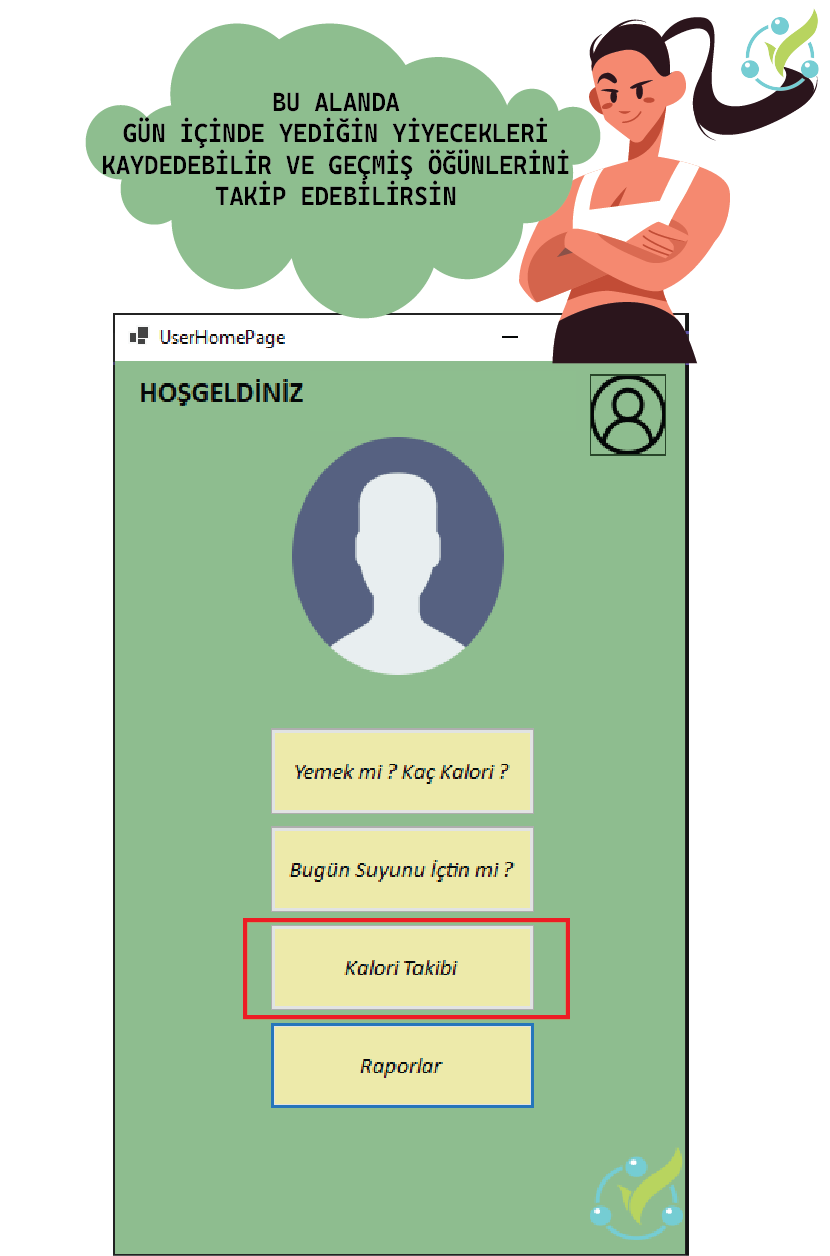 BU ALANDA
GÜN İÇİNDE YEDİĞİN YİYECEKLERİ
KAYDEDEBİLİR VE GEÇMİŞ ÖĞÜNLERİNİ
TAKİP EDEBİLİRSİN
UserHomePage
HOŞGELDİNİZ
Yemek mi ? Kaç Kalori ?
Bugün Suyunu İçtin mi ?
Kalori Takibi
Raporlar